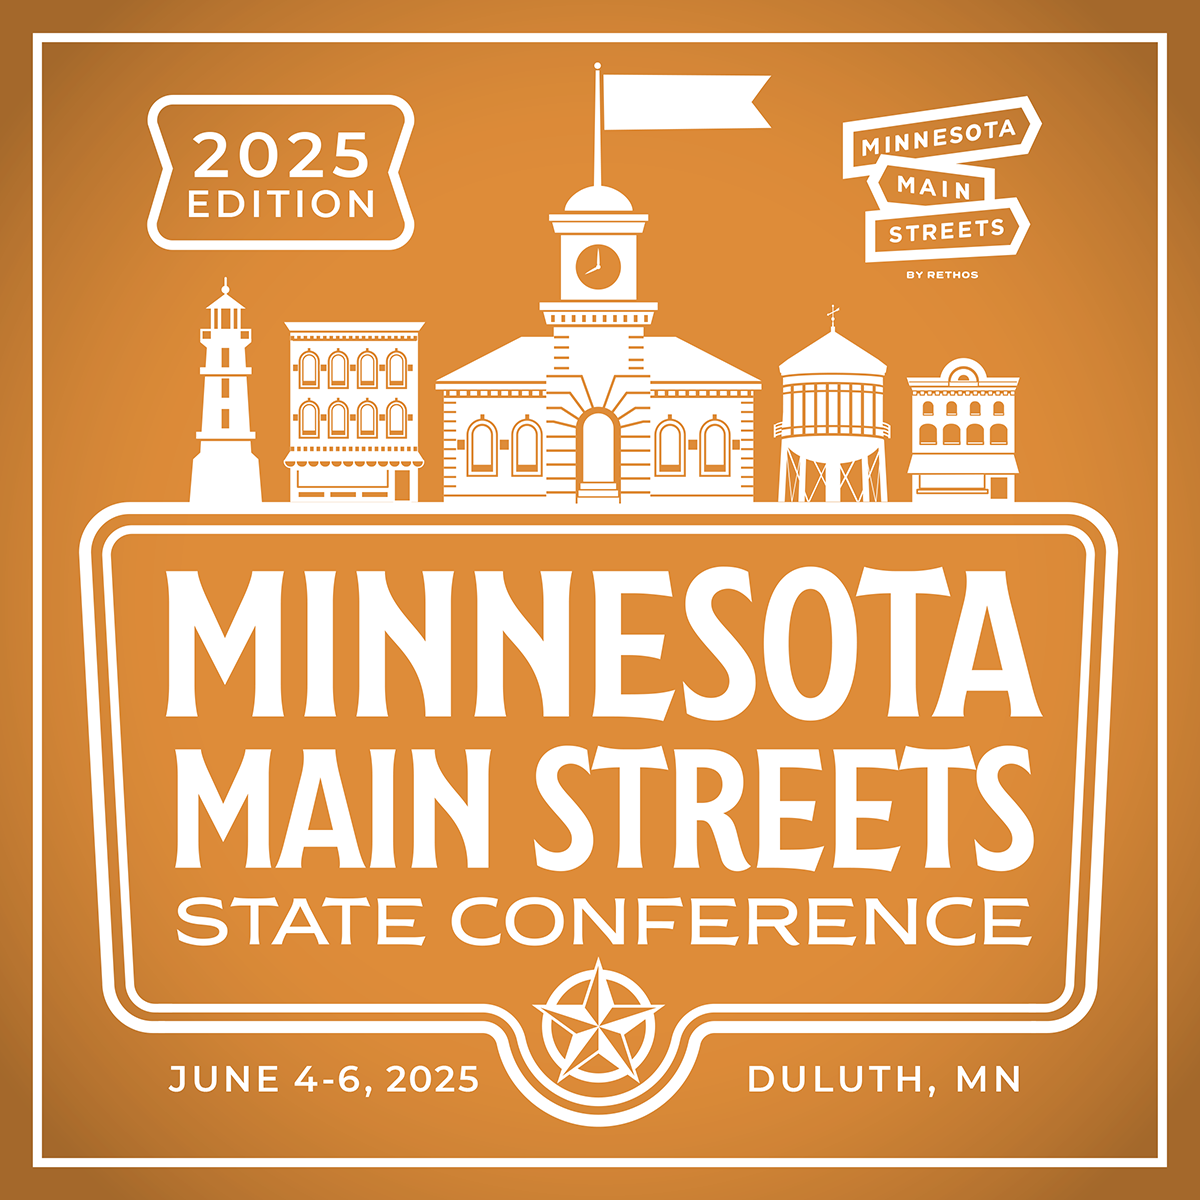 2025
EDITION
MINNESOTA
MAIN
STREETS
BY RETHOS
MINNESOTA
MAIN STREETS
STATE CONFERENCE
JUNE 4-6, 2025
DULUTH, MN